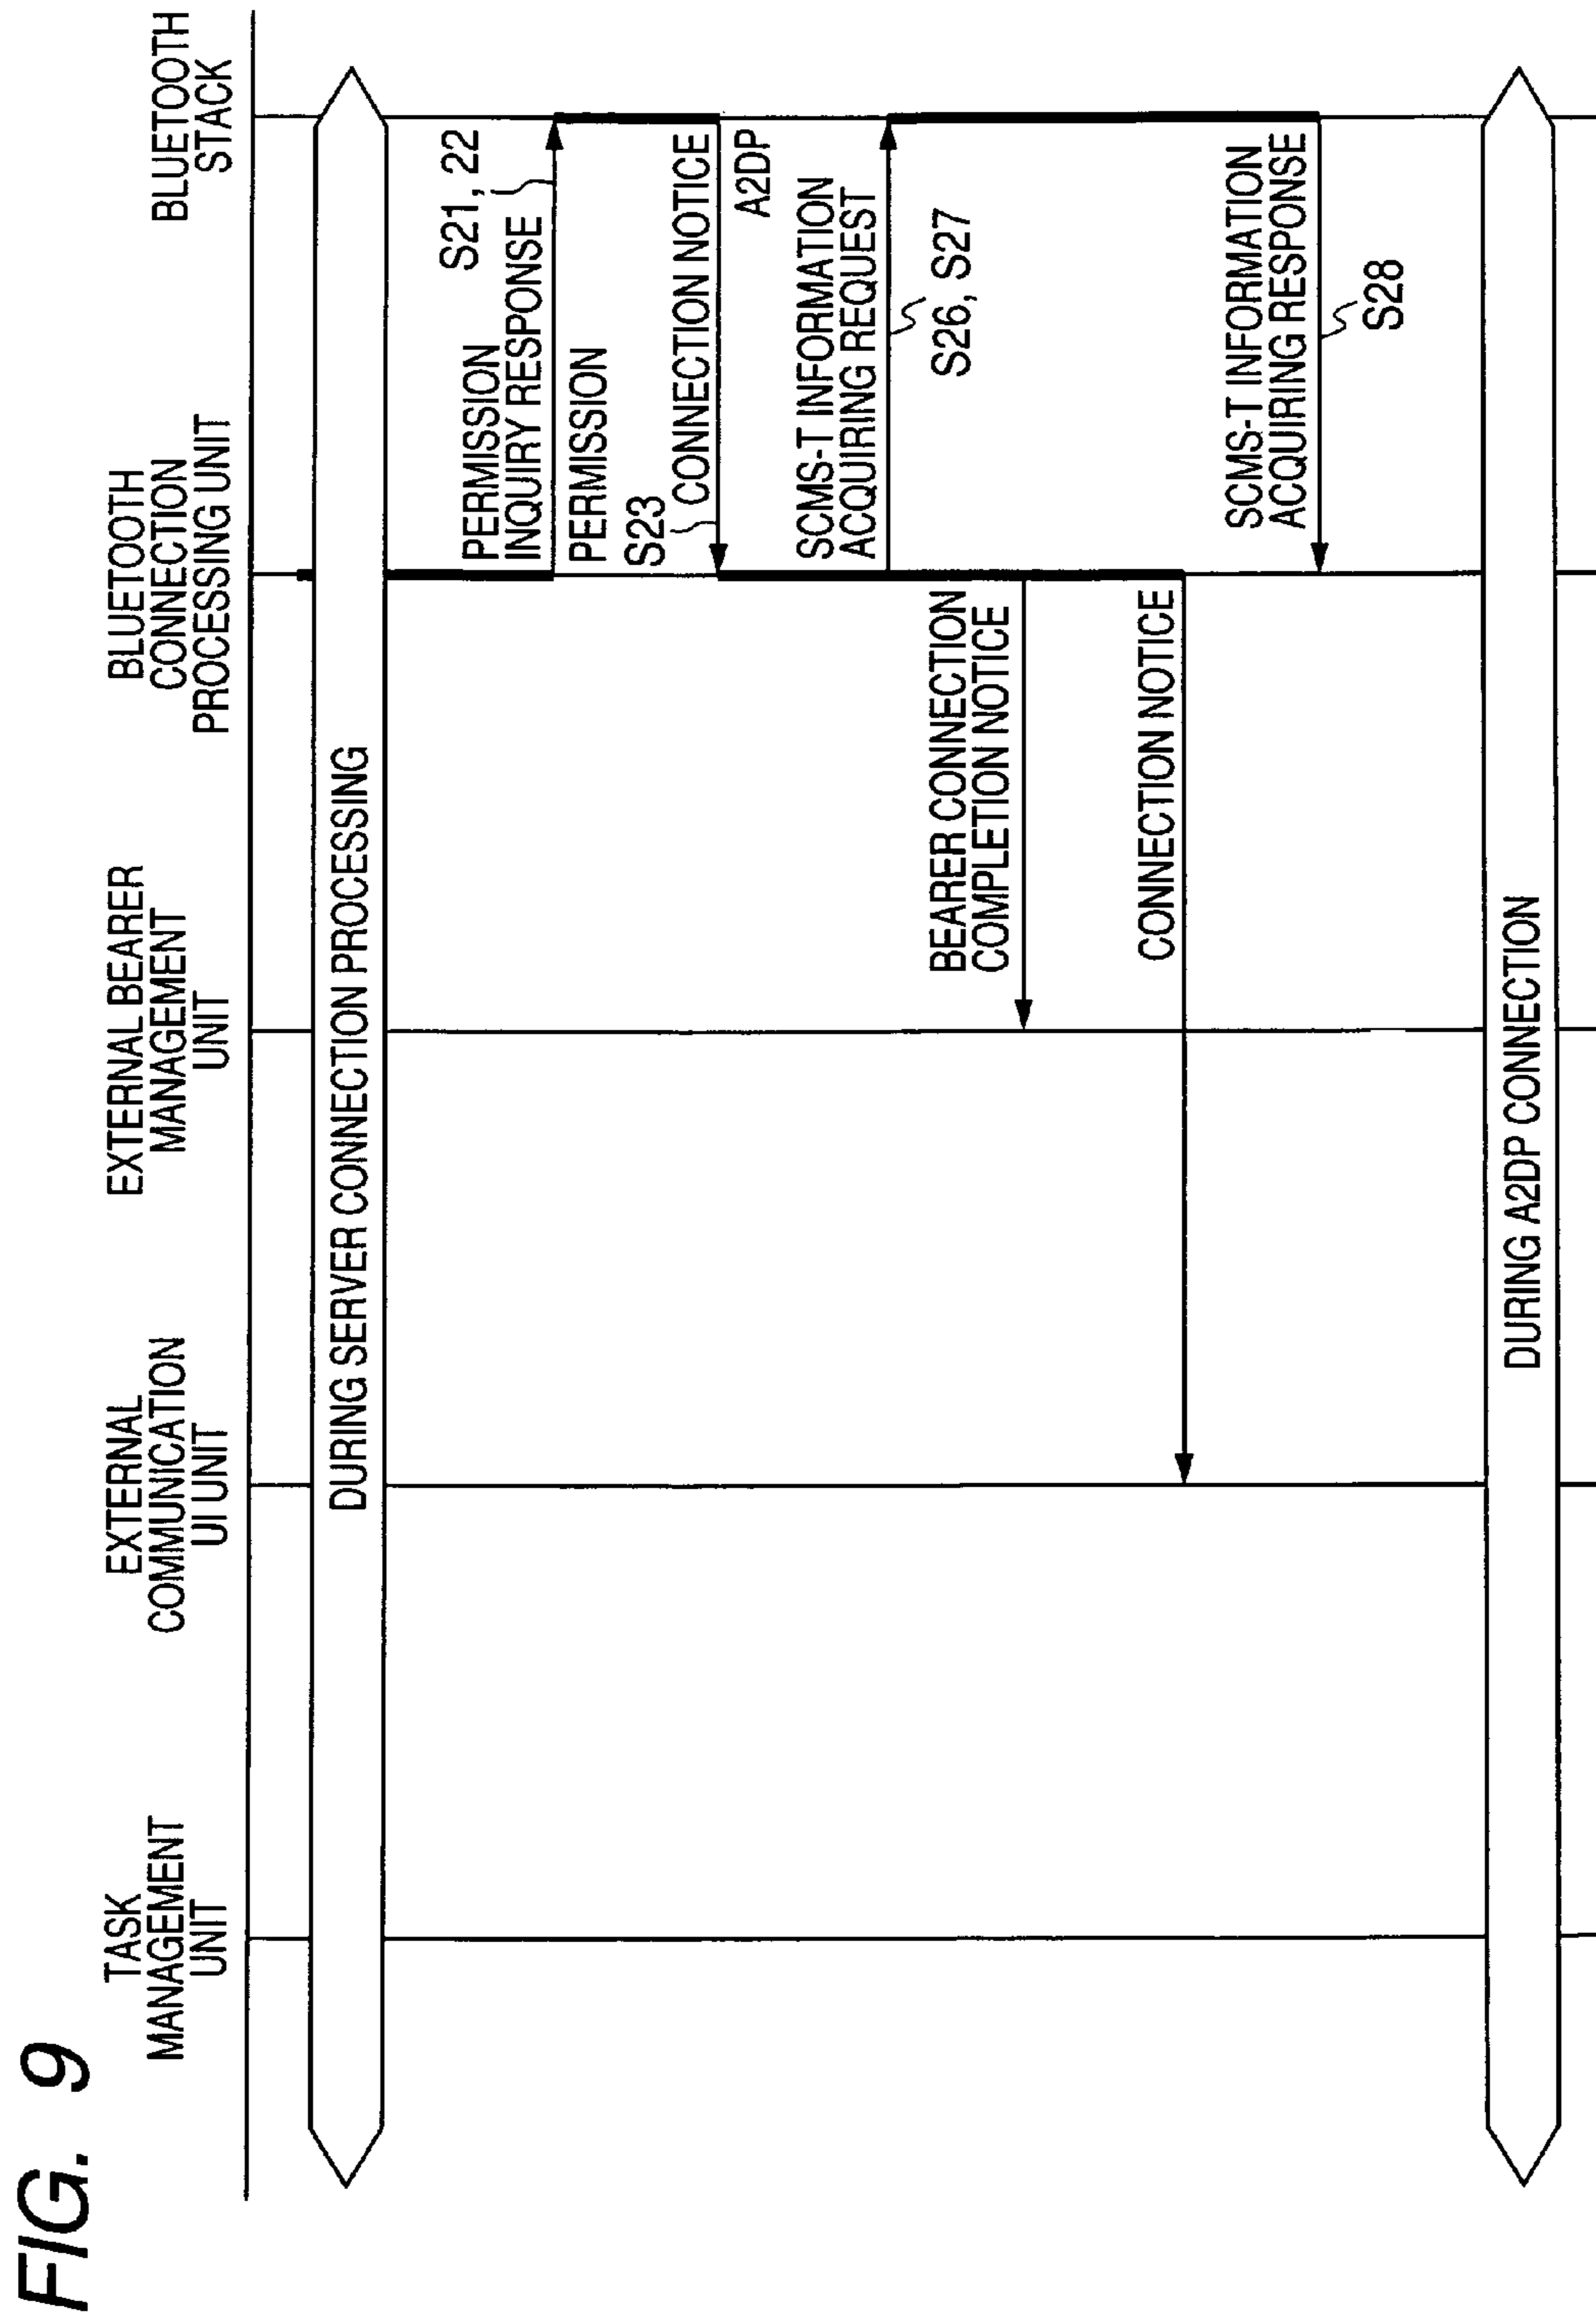 FIG. 9
TASK
MANAGEMENT
UNIT
EXTERNAL
COMMUNICATION
UI UNIT
EXTERNAL BEARER
MANAGEMENT
UNIT
BLUETOOTH
CONNECTION
PROCESSING UNIT
BLUETOOTH
STACK
DURING SERVER CONNECTION PROCESSING
S21, 22
PERMISSION
INQUIRY RESPONSE
PERMISSION
S23
CONNECTION NOTICE
A2DP
SCMS-T INFORMATION
ACQUIRING REQUEST
S26, S27
BEARER CONNECTION
COMPLETION NOTICE
CONNECTION NOTICE
SCMS-T INFORMATION
ACQUIRING RESPONSE
S28
DURING A2DP CONNECTION